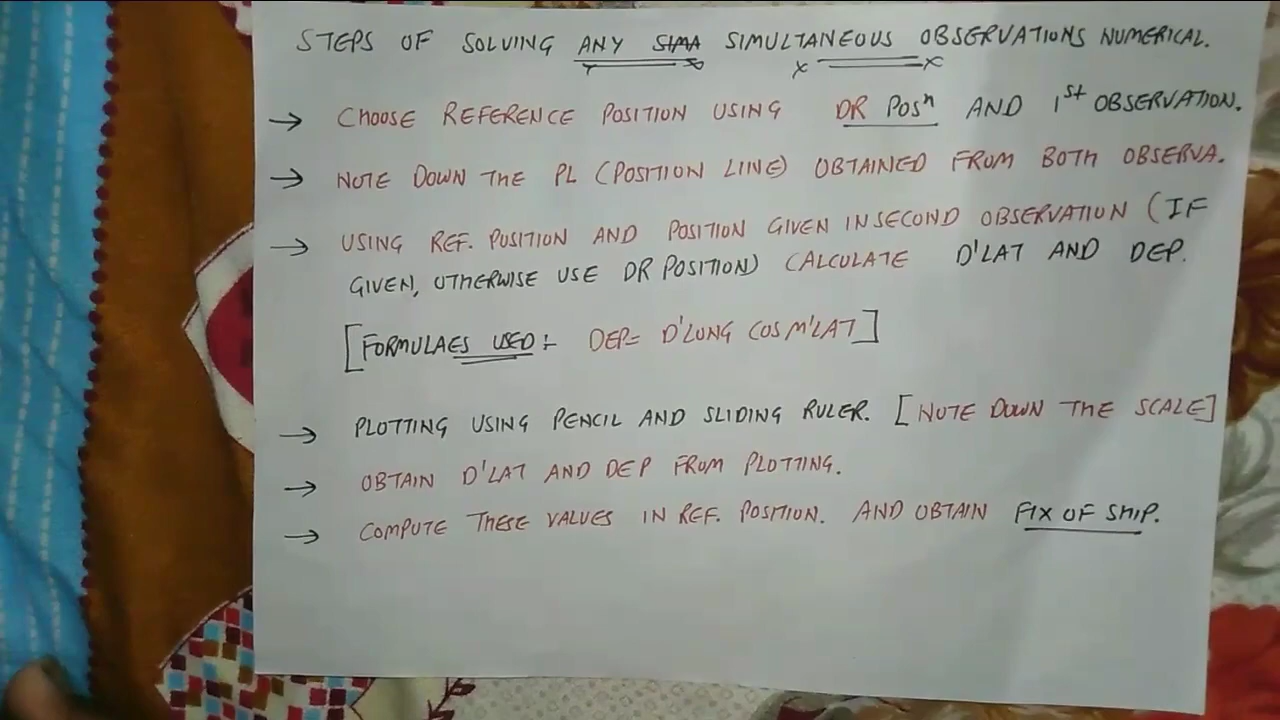 STEPS OF SOLVING ANY SIMA SIMULTANEOUS OBSERVATIONS NUMERICAL.
→ CHOOSE REFERENCE POSITION USING DR POSⁿ AND 1ˢᵗ OBSERVATION.
→ NOTE DOWN THE PL (POSITION LINE) OBTAINED FROM BOTH OBSERVA.
→ USING REF. POSITION AND POSITION GIVEN IN SECOND OBSERVATION (IF
GIVEN, OTHERWISE USE DR POSITION) CALCULATE D'LAT AND DEP.
[FORMULAES USED :- DEP= D'LONG COS M'LAT]
→ PLOTTING USING PENCIL AND SLIDING RULER. [NOTE DOWN THE SCALE]
→ OBTAIN D'LAT AND DEP FROM PLOTTING.
→ COMPUTE THESE VALUES IN REF. POSITION. AND OBTAIN FIX OF SHIP.